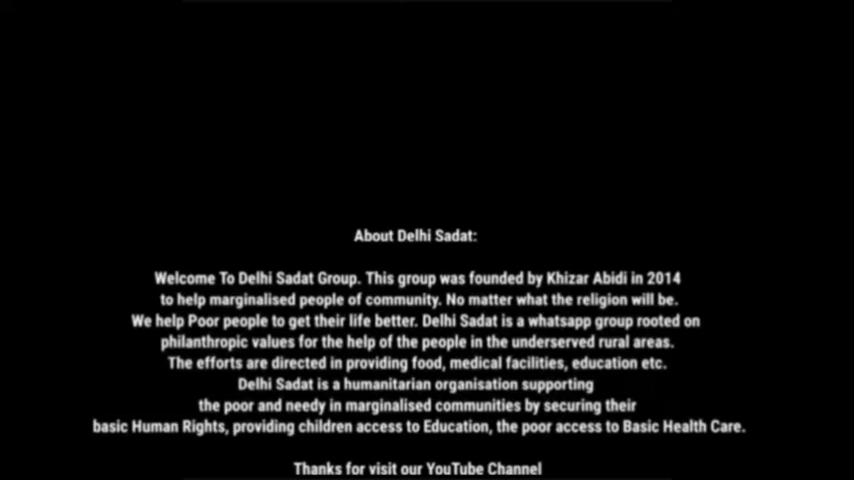 About Delhi Sadat:
Welcome To Delhi Sadat Group. This group was founded by Khizar Abidi in 2014
to help marginalised people of community. No matter what the religion will be.
We help Poor people to get their life better. Delhi Sadat is a whatsapp group rooted on
philanthropic values for the help of the people in the underserved rural areas.
The efforts are directed in providing food, medical facilities, education etc.
Delhi Sadat is a humanitarian organisation supporting
the poor and needy in marginalised communities by securing their
basic Human Rights, providing children access to Education, the poor access to Basic Health Care.
Thanks for visit our YouTube Channel